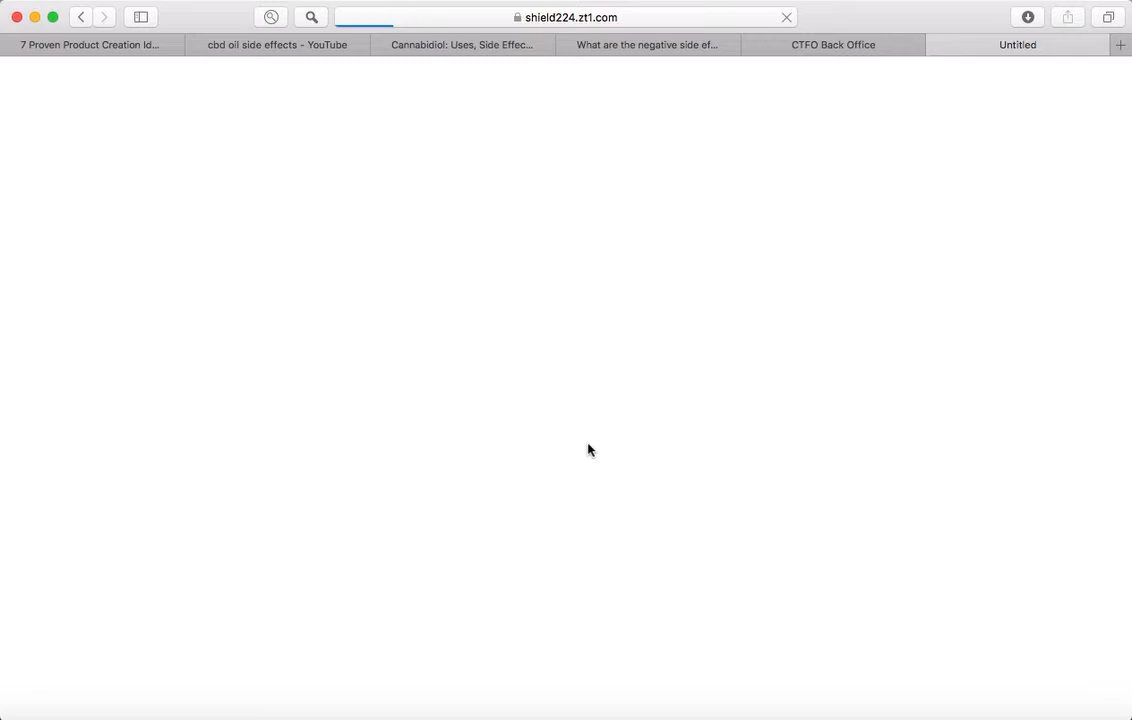 shield224.zt1.com
7 Proven Product Creation Id...
cbd oil side effects - YouTube
Cannabidiol: Uses, Side Effec...
What are the negative side ef...
CTFO Back Office
Untitled